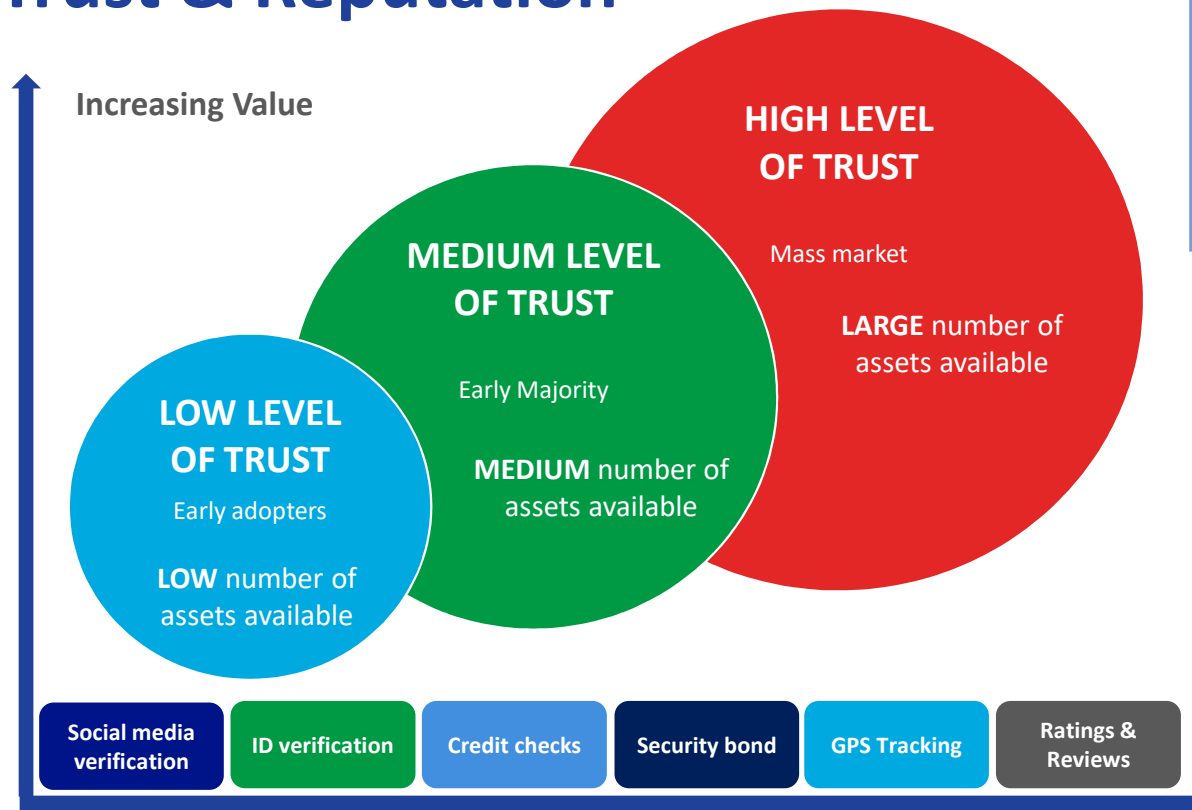 Trust & Reputation
Increasing Value
HIGH LEVEL
OF TRUST
Mass market
LARGE number of
assets available
MEDIUM LEVEL
OF TRUST
Early Majority
MEDIUM number of
assets available
LOW LEVEL
OF TRUST
Early adopters
LOW number of
assets available
Social media
verification
ID verification
Credit checks
Security bond
GPS Tracking
Ratings &
Reviews